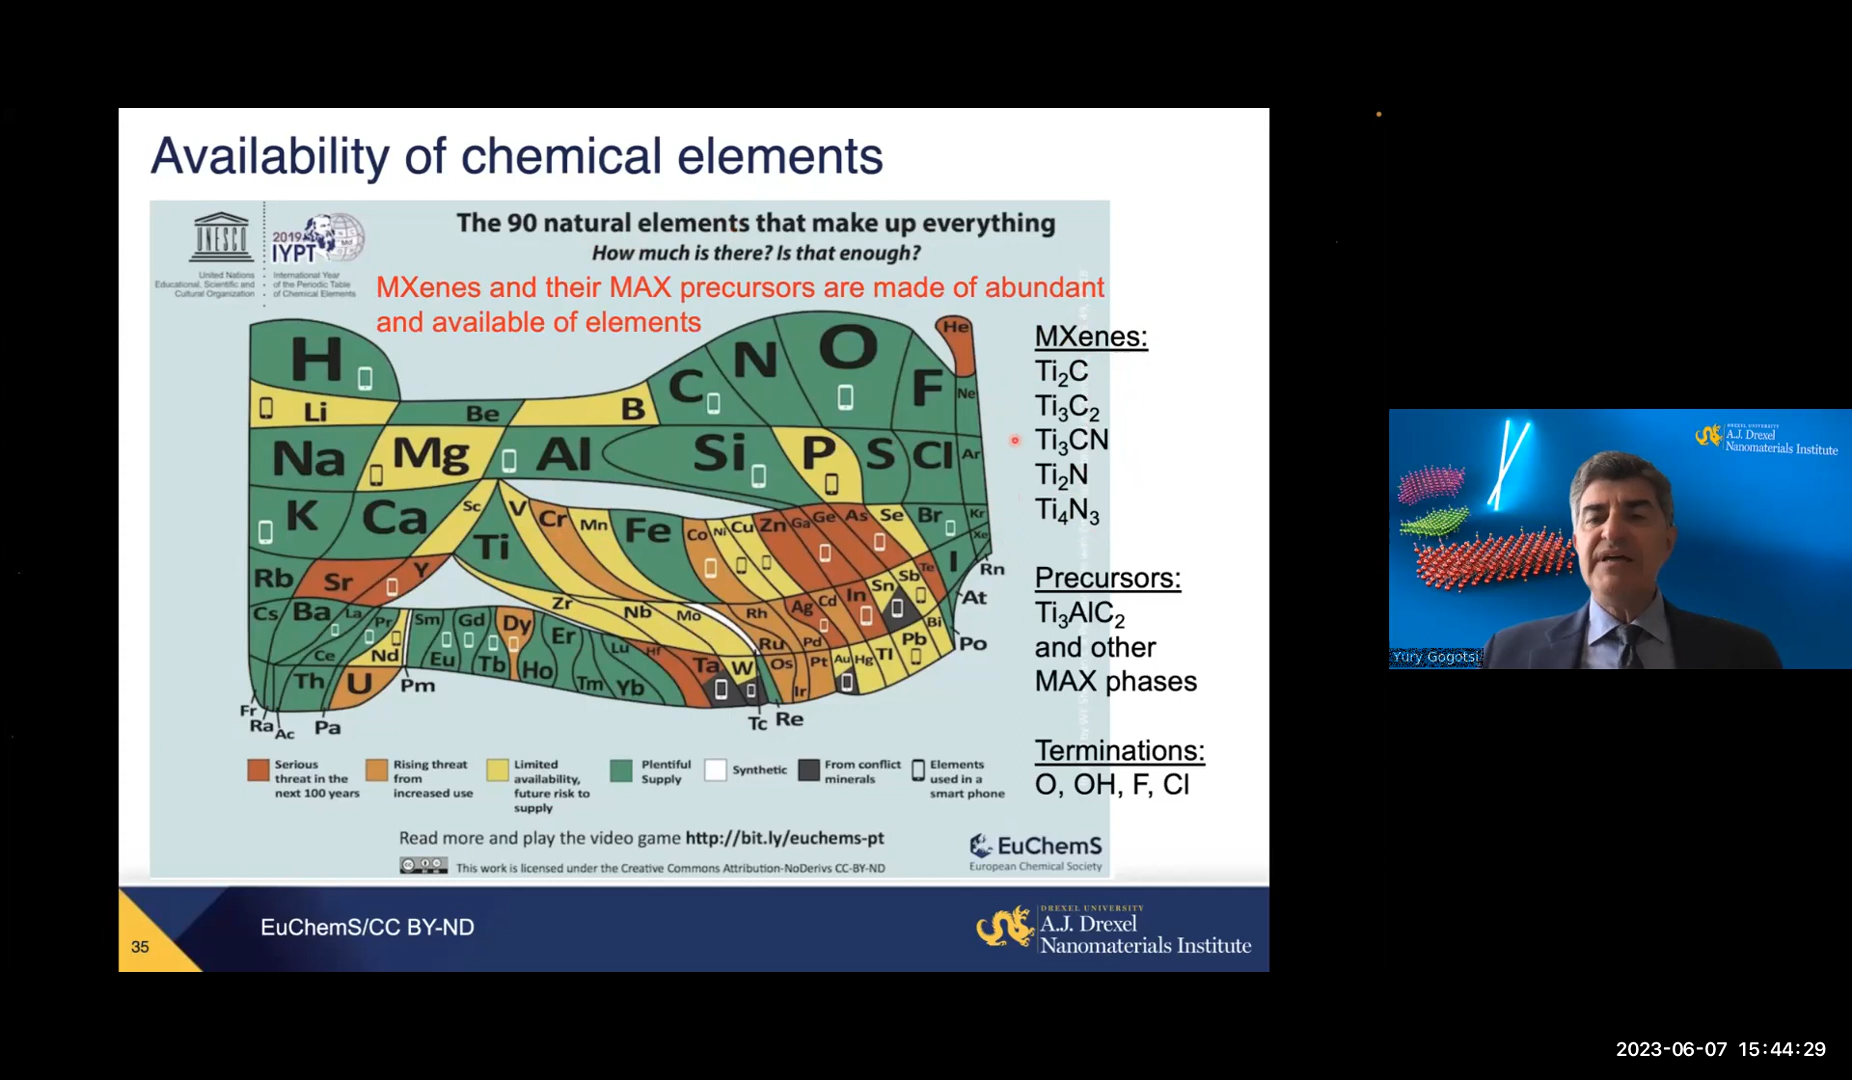 Availability of chemical elements
UNESCO
United Nations
Educational, Scientific and
Cultural Organization
2019
IYPT
International Year
of the Periodic Table
of Chemical Elements
The 90 natural elements that make up everything
How much is there? Is that enough?
MXenes and their MAX precursors are made of abundant
and available of elements
H He
Li Be B C N O F Ne
Na Mg Al Si P S Cl Ar
K Ca Sc Ti V Cr Mn Fe Co Ni Cu Zn Ga Ge As Se Br Kr
Rb Sr Y Zr Nb Mo Tc Ru Rh Pd Ag Cd In Sn Sb Te I Xe
Cs Ba La Ce Pr Nd Pm Sm Eu Gd Tb Dy Ho Er Tm Yb Lu Hf Ta W Re Os Ir Pt Au Hg Tl Pb Bi Po At Rn
Fr Ra Ac Th Pa U
Serious
threat in the
next 100 years
Rising threat
from
increased use
Limited
availability,
future risk to
supply
Plentiful
Supply
Synthetic
From conflict
minerals
Elements
used in a
smart phone
Read more and play the video game http://bit.ly/euchems-pt
EuChemS
European Chemical Society
This work is licensed under the Creative Commons Attribution-NoDerivs CC-BY-ND
MXenes:
Ti2C
Ti3C2
Ti3CN
Ti2N
Ti4N3
Precursors:
Ti3AlC2
and other
MAX phases
Terminations:
O, OH, F, Cl
35
EuChemS/CC BY-ND
DREXEL UNIVERSITY
A.J. Drexel
Nanomaterials Institute
DREXEL UNIVERSITY
A.J. Drexel
Nanomaterials Institute
Yury Gogotsi
2023-06-07 15:44:29